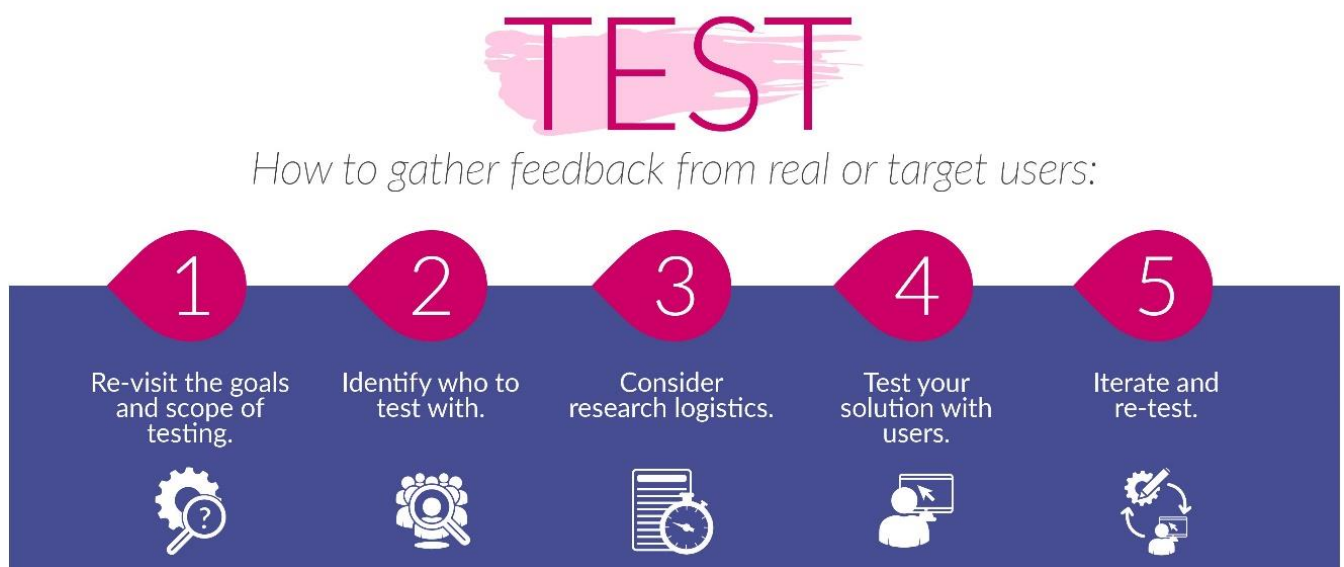 TEST
How to gather feedback from real or target users:
1
Re-visit the goals
and scope of
testing.
?
2
Identify who to
test with.
3
Consider
research logistics.
4
Test your
solution with
users.
5
Iterate and
re-test.